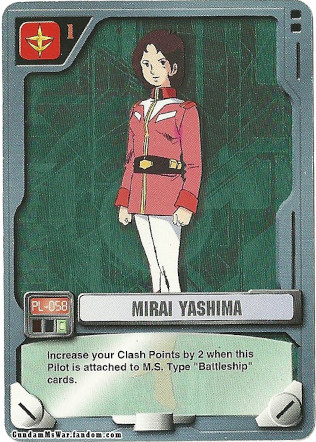 1
PL-058
MIRAI YASHIMA
Increase your Clash Points by 2 when this
Pilot is attached to M.S. Type "Battleship"
cards.
GundamMsWar.fandom.com